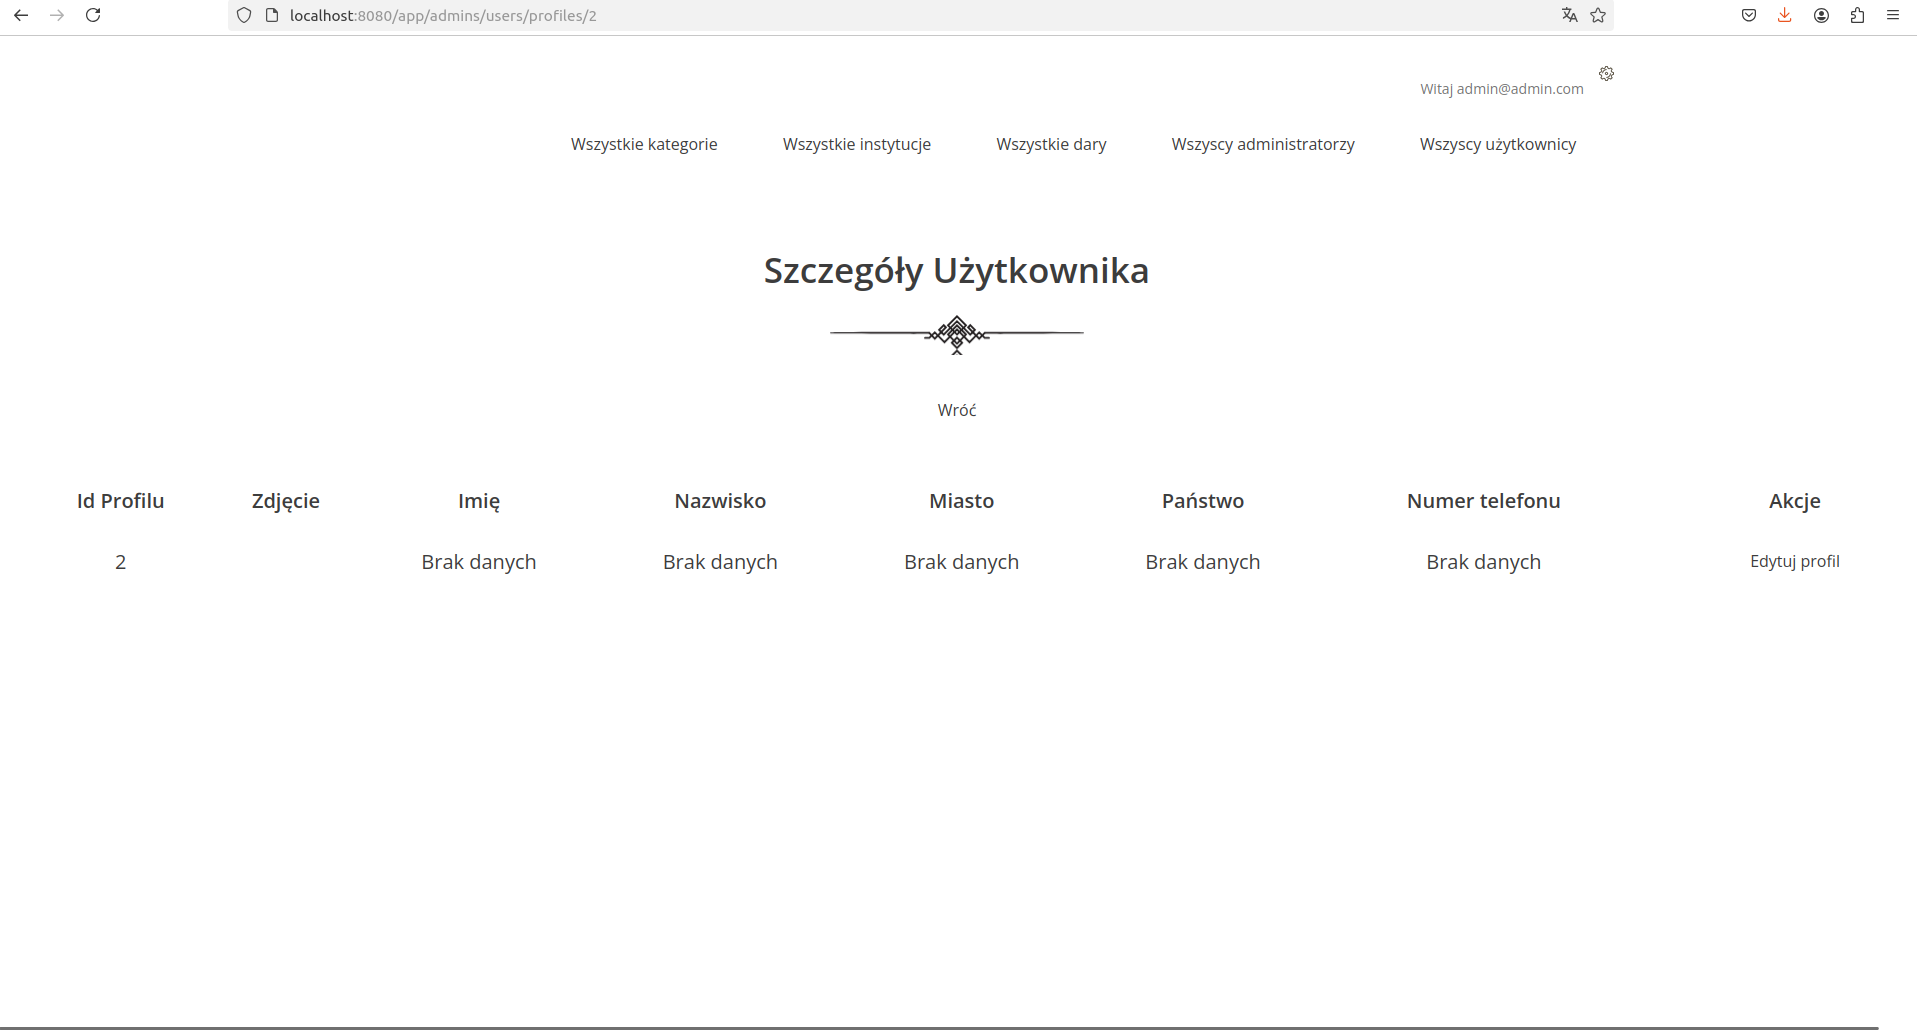 localhost:8080/app/admins/users/profiles/2
Witaj admin@admin.com
Wszystkie kategorie Wszystkie instytucje Wszystkie dary Wszyscy administratorzy Wszyscy użytkownicy
Szczegóły Użytkownika
Wróć
Id Profilu Zdjęcie Imię Nazwisko Miasto Państwo Numer telefonu Akcje
2 Brak danych Brak danych Brak danych Brak danych Brak danych Edytuj profil